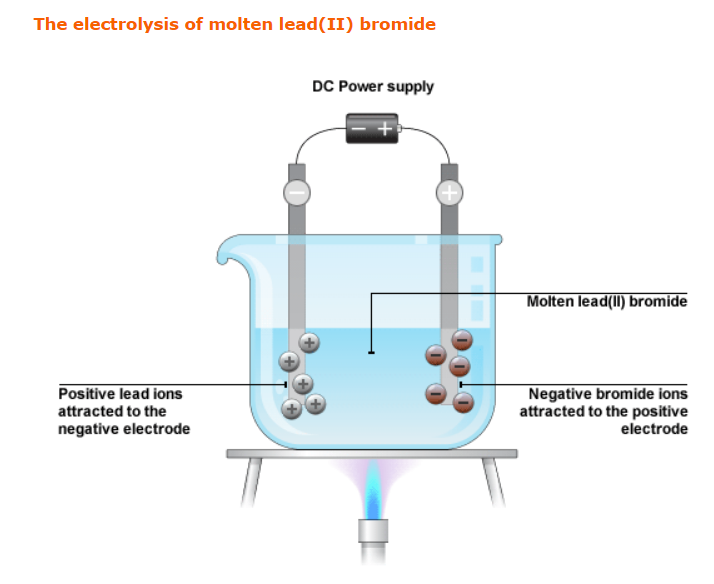 The electrolysis of molten lead(II) bromide
DC Power supply
Molten lead(II) bromide
Positive lead ions
attracted to the
negative electrode
Negative bromide ions
attracted to the positive
electrode